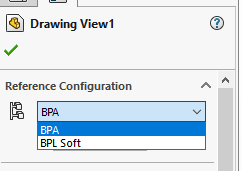 Drawing View1
Reference Configuration
BPA
BPA
BPL Soft